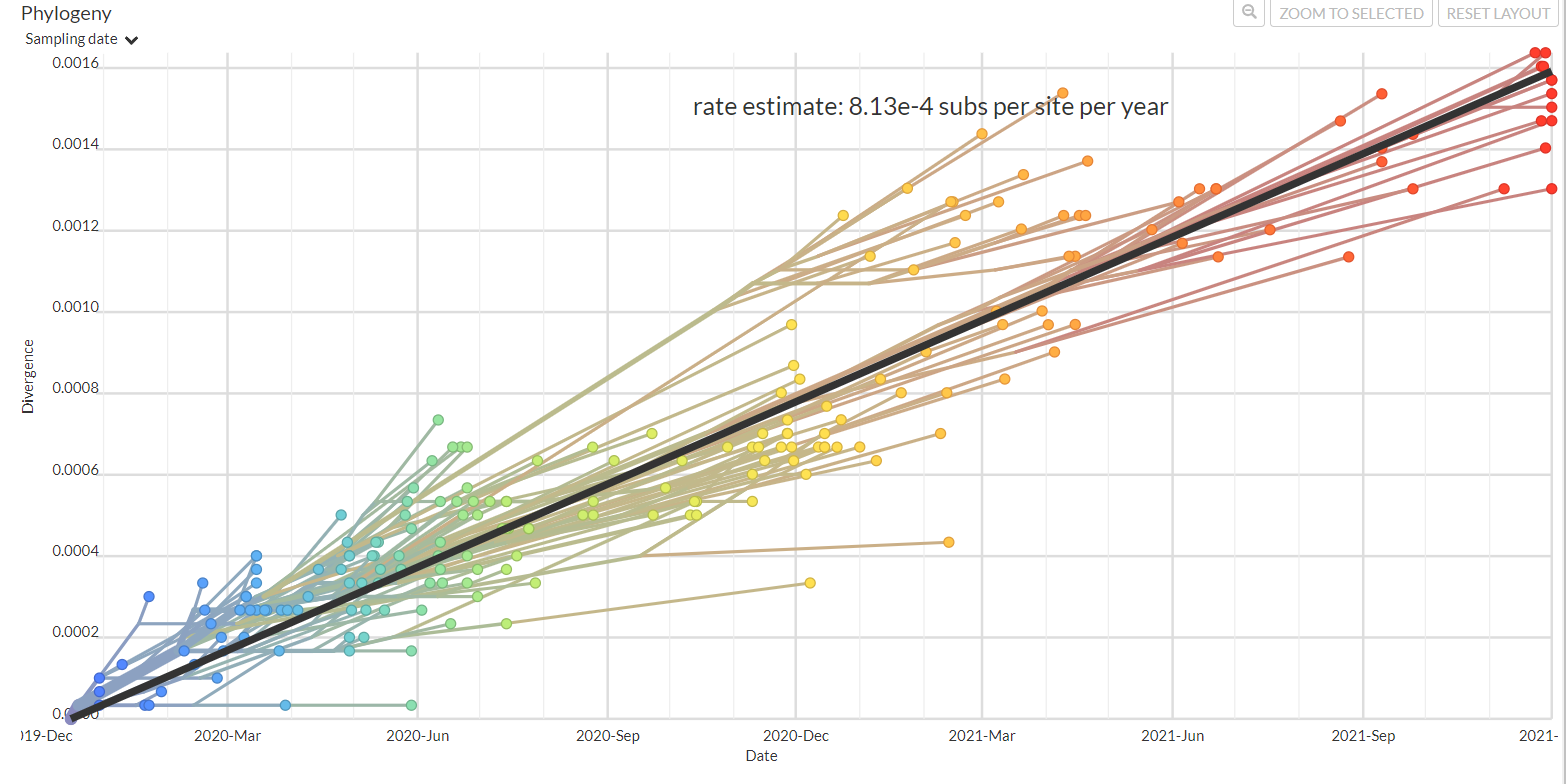 Phylogeny
ZOOM TO SELECTED
RESET LAYOUT
Sampling date
0.0016
rate estimate: 8.13e-4 subs per site per year
0.0014
0.0012
0.0010
Divergence
0.0008
0.0006
0.0004
0.0002
2020-Mar
2020-Jun
2020-Sep
2020-Dec
2021-Mar
2021-Jun
2021-Sep
2021-
Date